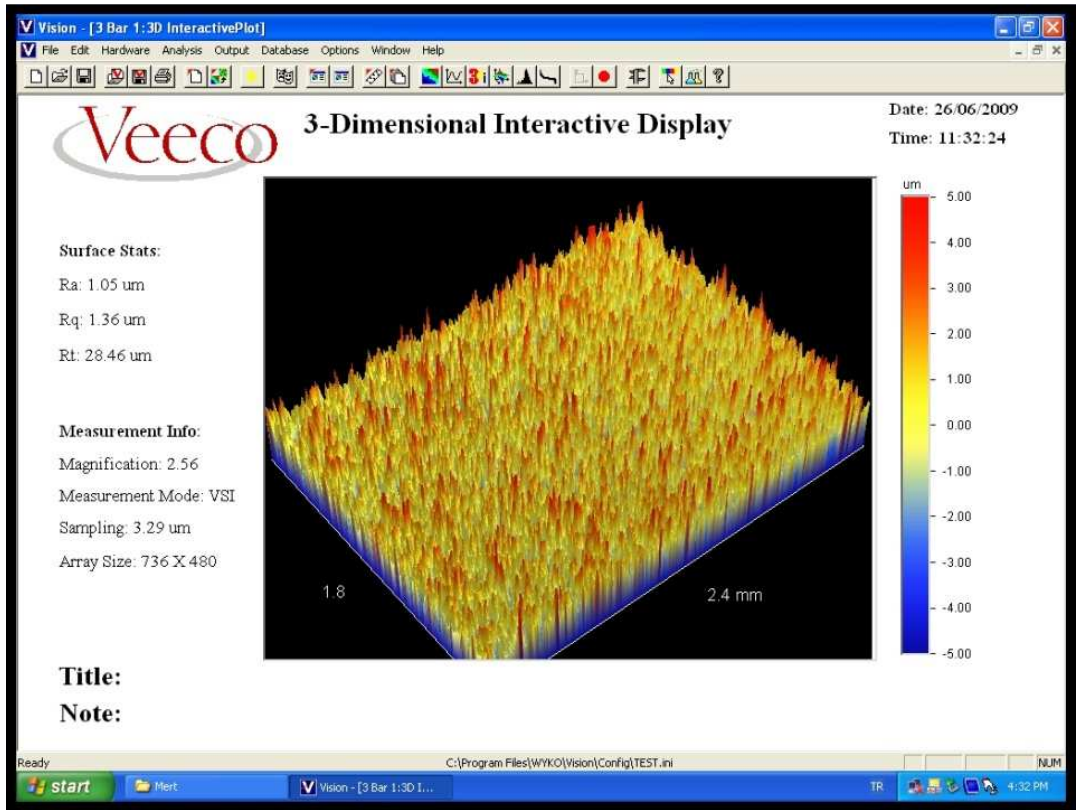 Vision - [3 Bar 1:3D InteractivePlot]
File Edit Hardware Analysis Output Database Options Window Help
Veeco
3-Dimensional Interactive Display
Date: 26/06/2009
Time: 11:32:24
Surface Stats:
Ra: 1.05 um
Rq: 1.36 um
Rt: 28.46 um
Measurement Info:
Magnification: 2.56
Measurement Mode: VSI
Sampling: 3.29 um
Array Size: 736 X 480
1.8
2.4 mm
um
5.00
4.00
3.00
2.00
1.00
0.00
-1.00
-2.00
-3.00
-4.00
-5.00
Title:
Note:
Ready
C:\Program Files\WYKO\Vision\Config\TEST.ini
NUM
start
Mert
Vision - [3 Bar 1:3D I...
TR
4:32 PM